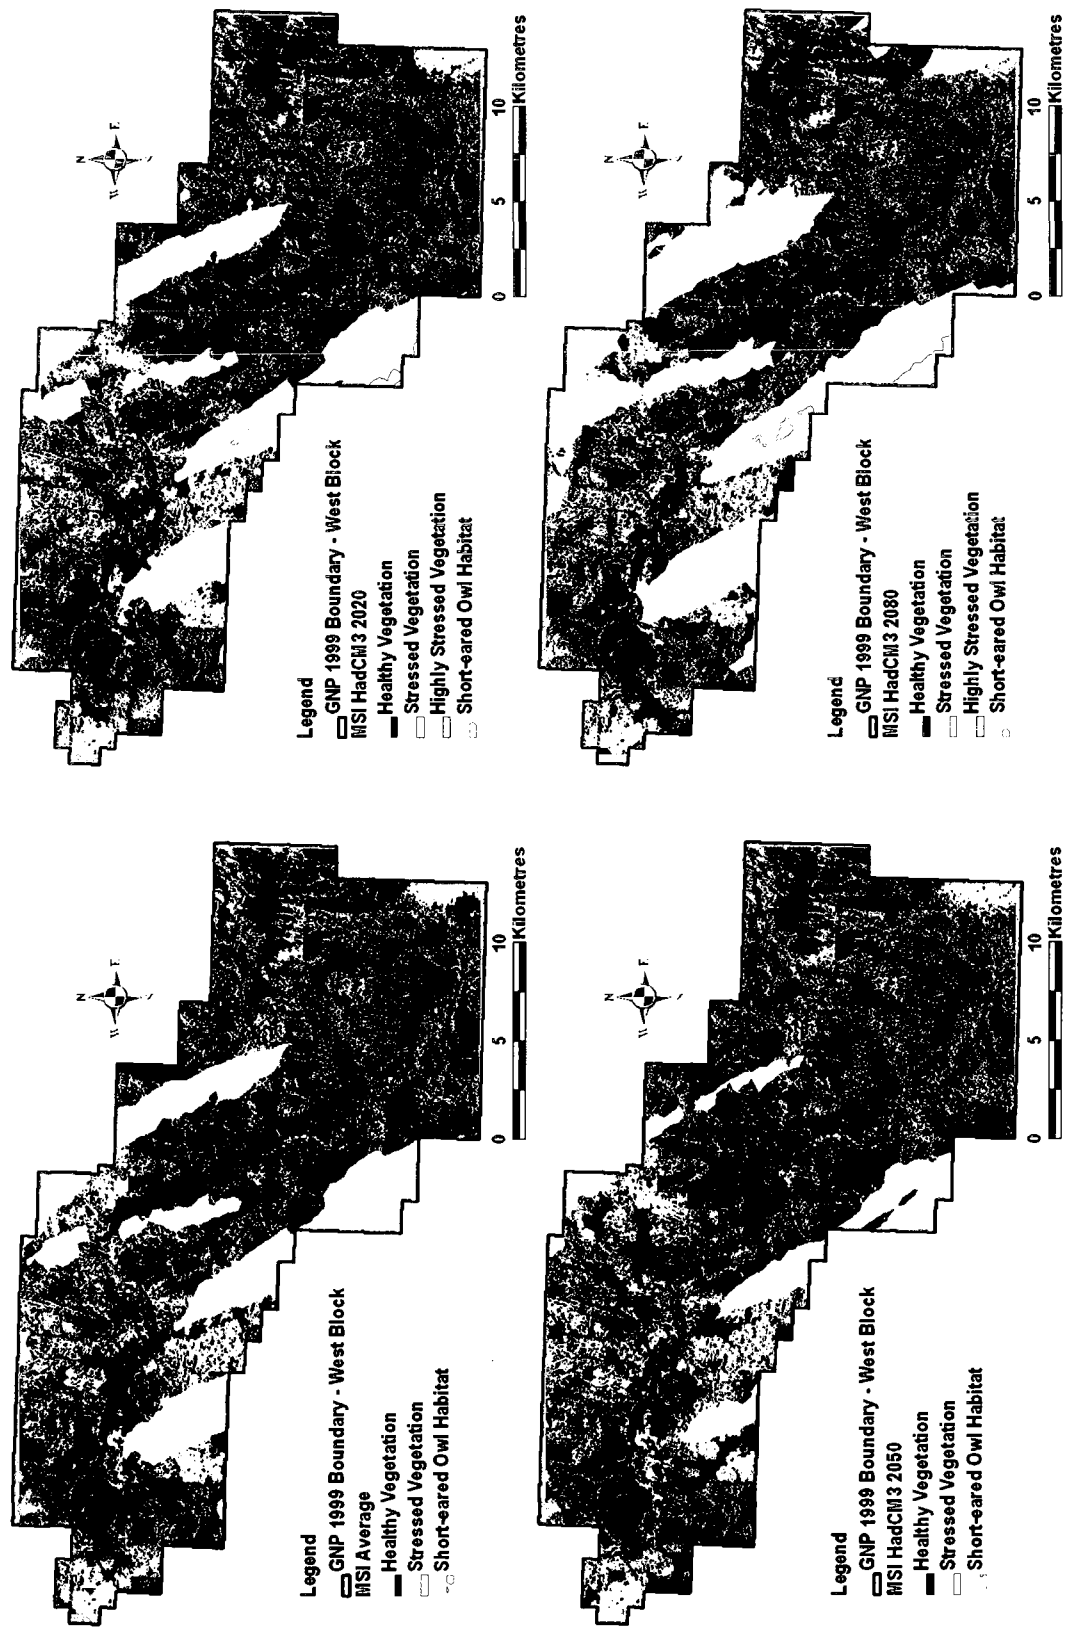 N
E
W
S
Legend
GNP 1999 Boundary - West Block
MSI Average
Healthy Vegetation
Stressed Vegetation
Short-eared Owl Habitat
0 5 10 Kilometres
N
E
W
Legend
GNP 1999 Boundary - West Block
MSI HadCM3 2020
Healthy Vegetation
Stressed Vegetation
Highly Stressed Vegetation
Short-eared Owl Habitat
0 5 10 Kilometres
N
E
W
Legend
GNP 1999 Boundary - West Block
MSI HadCM3 2050
Healthy Vegetation
Stressed Vegetation
Short-eared Owl Habitat
0 5 10 Kilometres
N
E
W
Legend
GNP 1999 Boundary - West Block
MSI HadCM3 2080
Healthy Vegetation
Stressed Vegetation
Highly Stressed Vegetation
Short-eared Owl Habitat
0 5 10 Kilometres